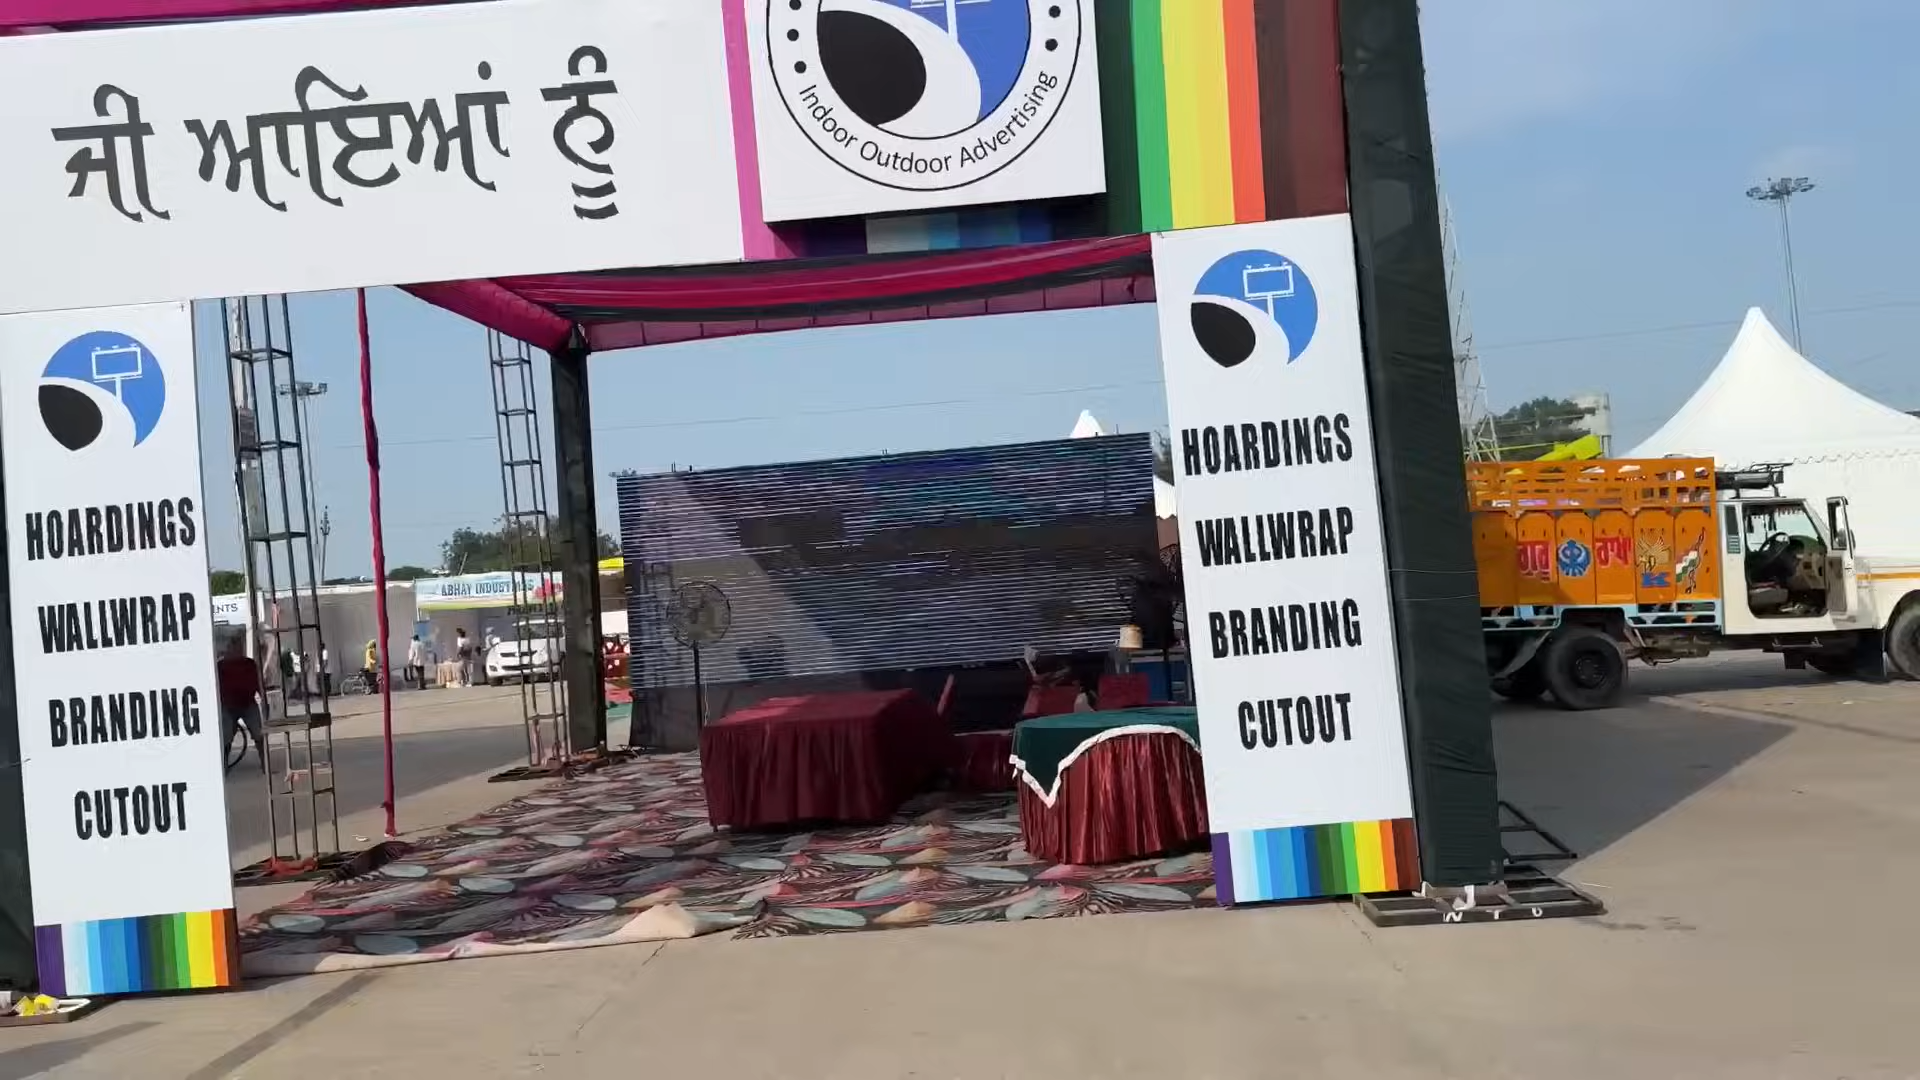 ਜੀ ਆਇਆਂ ਨੂੰ
Indoor Outdoor Advertising
HOARDINGS
WALLWRAP
BRANDING
CUTOUT
HOARDINGS
WALLWRAP
BRANDING
CUTOUT
ABHAY INDUSTRIES
ਗੁਰੂ
ਰਾਖਾ
K